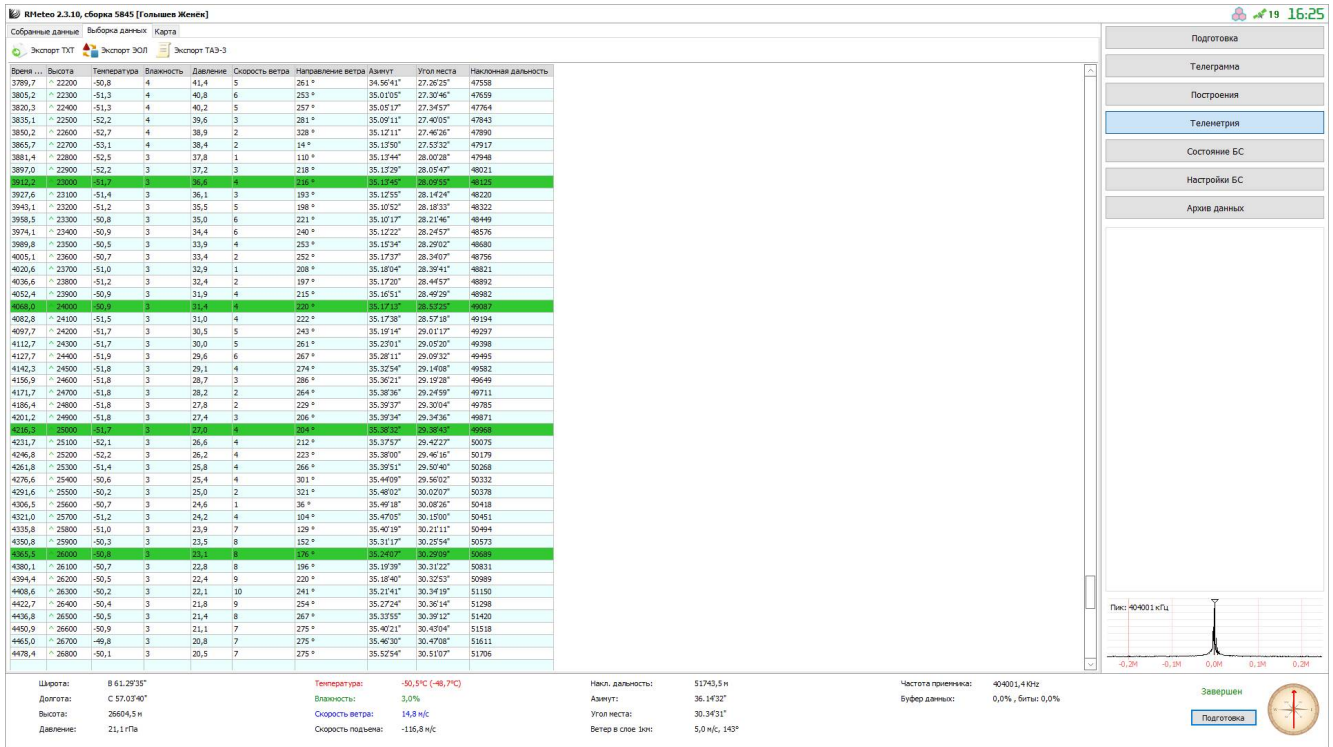 RMeteo 2.3.10, сборка 5845 [Голышев Женёк] 19 16:25
Собранные данные Выборка данных Карта
Экспорт TXT Экспорт ЭОЛ Экспорт ТАЭ-3
Время ... Высота Температура Влажность Давление Скорость ветра Направление ветра Азимут Угол места Наклонная дальность
3789,7 ^ 22200 -50,8 4 41,4 5 261 ° 34.56'41" 27.26'25" 47558
3805,2 ^ 22300 -51,3 4 40,8 6 253 ° 35.01'05" 27.30'46" 47659
3820,3 ^ 22400 -51,3 4 40,2 5 257 ° 35.05'17" 27.34'57" 47764
3835,1 ^ 22500 -52,2 4 39,6 3 281 ° 35.09'11" 27.40'05" 47843
3850,2 ^ 22600 -52,7 4 38,9 2 328 ° 35.12'11" 27.46'26" 47890
3865,7 ^ 22700 -53,1 4 38,4 2 14 ° 35.13'50" 27.53'32" 47917
3881,4 ^ 22800 -52,5 3 37,8 1 110 ° 35.13'44" 28.00'28" 47948
3897,0 ^ 22900 -52,2 3 37,2 3 218 ° 35.13'29" 28.05'47" 48021
3912,2 ^ 23000 -51,7 3 36,6 4 216 ° 35.13'45" 28.09'55" 48125
3927,6 ^ 23100 -51,4 3 36,1 3 193 ° 35.12'55" 28.14'24" 48220
3943,1 ^ 23200 -51,2 3 35,5 5 198 ° 35.10'52" 28.18'33" 48322
3958,5 ^ 23300 -50,8 3 35,0 6 221 ° 35.10'17" 28.21'46" 48449
3974,1 ^ 23400 -50,9 3 34,4 6 240 ° 35.12'22" 28.24'57" 48576
3989,8 ^ 23500 -50,5 3 33,9 4 253 ° 35.15'34" 28.29'02" 48680
4005,1 ^ 23600 -50,7 3 33,4 2 252 ° 35.17'37" 28.34'07" 48756
4020,6 ^ 23700 -51,0 3 32,9 1 208 ° 35.18'04" 28.39'41" 48821
4036,6 ^ 23800 -51,2 3 32,4 2 197 ° 35.17'20" 28.44'57" 48892
4052,4 ^ 23900 -50,9 3 31,9 4 215 ° 35.16'51" 28.49'29" 48982
4068,0 ^ 24000 -50,9 3 31,4 4 220 ° 35.17'13" 28.53'25" 49087
4082,8 ^ 24100 -51,5 3 31,0 4 222 ° 35.17'38" 28.57'18" 49194
4097,7 ^ 24200 -51,7 3 30,5 5 243 ° 35.19'14" 29.01'17" 49297
4112,7 ^ 24300 -51,7 3 30,0 5 261 ° 35.23'01" 29.05'20" 49398
4127,7 ^ 24400 -51,9 3 29,6 6 267 ° 35.28'11" 29.09'32" 49495
4142,3 ^ 24500 -51,8 3 29,1 4 274 ° 35.32'54" 29.14'08" 49582
4156,9 ^ 24600 -51,8 3 28,7 3 286 ° 35.36'21" 29.19'28" 49649
4171,7 ^ 24700 -51,8 3 28,2 2 264 ° 35.38'36" 29.24'59" 49711
4186,4 ^ 24800 -51,8 3 27,8 2 229 ° 35.39'37" 29.30'04" 49785
4201,2 ^ 24900 -51,8 3 27,4 3 206 ° 35.39'34" 29.34'36" 49871
4216,3 ^ 25000 -51,7 3 27,0 4 204 ° 35.38'32" 29.38'43" 49968
4231,7 ^ 25100 -52,1 3 26,6 4 212 ° 35.37'57" 29.42'27" 50075
4246,8 ^ 25200 -52,2 3 26,2 4 223 ° 35.38'00" 29.46'16" 50179
4261,8 ^ 25300 -51,4 3 25,8 4 266 ° 35.39'51" 29.50'40" 50268
4276,6 ^ 25400 -50,6 3 25,4 4 301 ° 35.44'09" 29.56'02" 50332
4291,6 ^ 25500 -50,2 3 25,0 2 321 ° 35.48'02" 30.02'07" 50378
4306,5 ^ 25600 -50,7 3 24,6 1 36 ° 35.49'18" 30.08'26" 50418
4321,0 ^ 25700 -51,2 3 24,2 4 104 ° 35.47'05" 30.15'00" 50451
4335,8 ^ 25800 -51,0 3 23,9 7 129 ° 35.40'19" 30.21'11" 50494
4350,8 ^ 25900 -50,3 3 23,5 8 152 ° 35.31'17" 30.25'54" 50573
4365,5 ^ 26000 -50,8 3 23,1 8 176 ° 35.24'07" 30.29'09" 50689
4380,1 ^ 26100 -50,7 3 22,8 8 196 ° 35.19'39" 30.31'22" 50831
4394,4 ^ 26200 -50,5 3 22,4 9 220 ° 35.18'40" 30.32'53" 50989
4408,6 ^ 26300 -50,2 3 22,1 10 241 ° 35.21'41" 30.34'19" 51150
4422,7 ^ 26400 -50,4 3 21,8 9 254 ° 35.27'24" 30.36'14" 51298
4436,8 ^ 26500 -50,5 3 21,4 8 267 ° 35.33'55" 30.39'12" 51420
4450,9 ^ 26600 -50,9 3 21,1 7 275 ° 35.40'21" 30.43'04" 51518
4465,0 ^ 26700 -49,8 3 20,8 7 275 ° 35.46'30" 30.47'08" 51611
4478,4 ^ 26800 -50,1 3 20,5 7 275 ° 35.52'54" 30.51'07" 51706
Подготовка
Телеграмма
Построения
Телеметрия
Состояние БС
Настройки БС
Архив данных
Пик: 404001 кГц
-0.2M -0.1M 0.0M 0.1M 0.2M
Широта: В 61.29'35" Температура: -50,5°C (-48,7°C) Накл. дальность: 51743,5 м Частота приемника: 404001,4 KHz
Долгота: С 57.03'40" Влажность: 3,0% Азимут: 36.14'32" Буфер данных: 0,0% , биты: 0,0%
Высота: 26604,5 м Скорость ветра: 14,8 м/с Угол места: 30.34'31"
Давление: 21,1 гПа Скорость подъема: -116,8 м/с Ветер в слое 1км: 5,0 м/с, 143°
Завершен
Подготовка